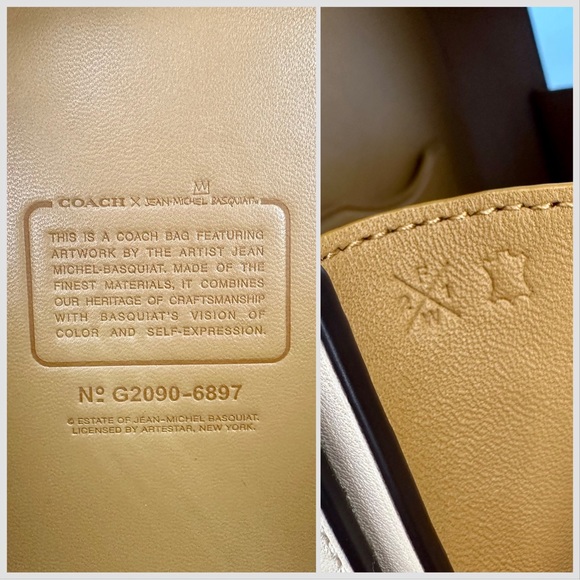 COACH X JEAN-MICHEL BASQUIAT
THIS IS A COACH BAG FEATURING
ARTWORK BY THE ARTIST JEAN
MICHEL-BASQUIAT. MADE OF THE
FINEST MATERIALS, IT COMBINES
OUR HERITAGE OF CRAFTSMANSHIP
WITH BASQUIAT'S VISION OF
COLOR AND SELF-EXPRESSION.
Nº G2090-6897
© ESTATE OF JEAN-MICHEL BASQUIAT.
LICENSED BY ARTESTAR, NEW YORK.